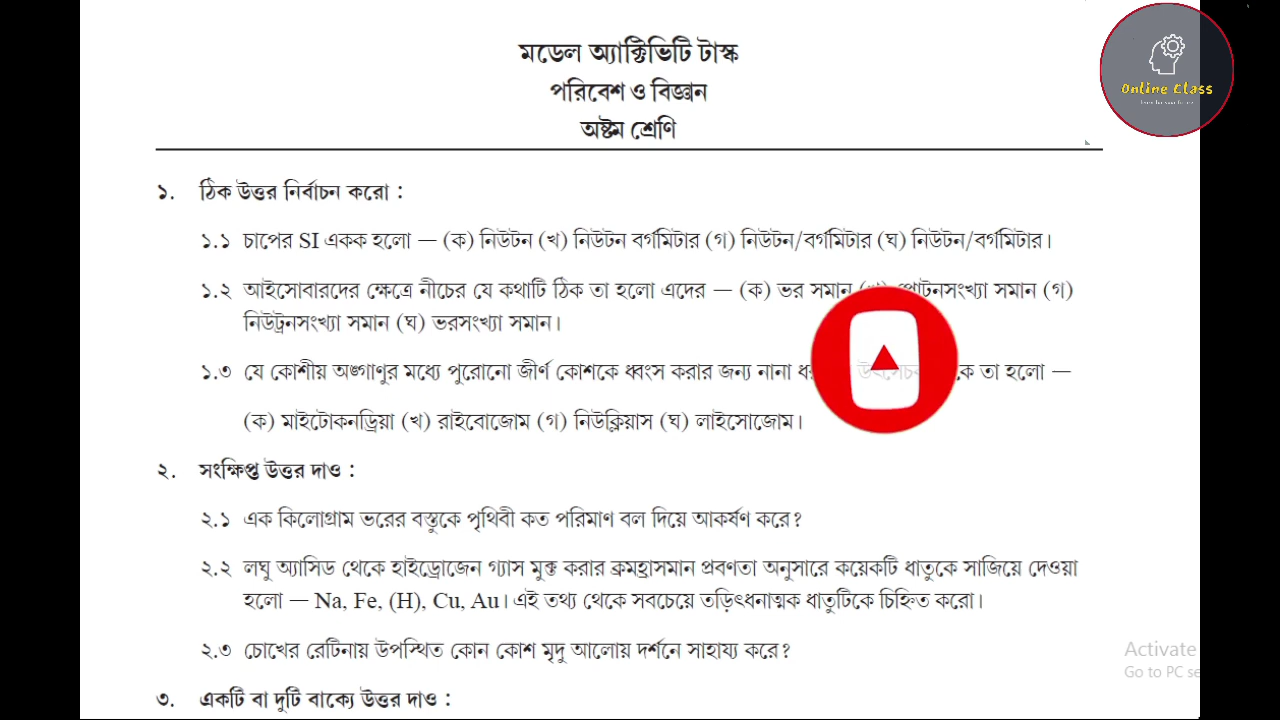 মডেল অ্যাক্টিভিটি টাস্ক
পরিবেশ ও বিজ্ঞান
অষ্টম শ্রেণি
Online Class
১. ঠিক উত্তর নির্বাচন করো :
১.১ চাপের SI একক হলো — (ক) নিউটন (খ) নিউটন বর্গমিটার (গ) নিউটন/বর্গমিটার (ঘ) নিউটন/বর্গমিটার।
১.২ আইসোবারদের ক্ষেত্রে নীচের যে কথাটি ঠিক তা হলো এদের — (ক) ভর সমান সমান (গ)
নিউট্রনসংখ্যা সমান (ঘ) ভরসংখ্যা সমান।
১.৩ যে কোশীয় অঙ্গাণুর মধ্যে পুরোনো জীর্ণ কোশকে ধ্বংস করার জন্য নানা তা হলো —
(ক) মাইটোকনড্রিয়া (খ) রাইবোজোম (গ) নিউক্লিয়াস (ঘ) লাইসোজোম।
২. সংক্ষিপ্ত উত্তর দাও :
২.১ এক কিলোগ্রাম ভরের বস্তুকে পৃথিবী কত পরিমাণ বল দিয়ে আকর্ষণ করে?
২.২ লঘু অ্যাসিড থেকে হাইড্রোজেন গ্যাস মুক্ত করার ক্রমহ্রাসমান প্রবণতা অনুসারে কয়েকটি ধাতুকে সাজিয়ে দেওয়া
হলো — Na, Fe, (H), Cu, Au। এই তথ্য থেকে সবচেয়ে তড়িৎধনাত্মক ধাতুটিকে চিহ্নিত করো।
২.৩ চোখের রেটিনায় উপস্থিত কোন কোশ মৃদু আলোয় দর্শনে সাহায্য করে?
৩. একটি বা দুটি বাক্যে উত্তর দাও :
Activate
Go to PC se